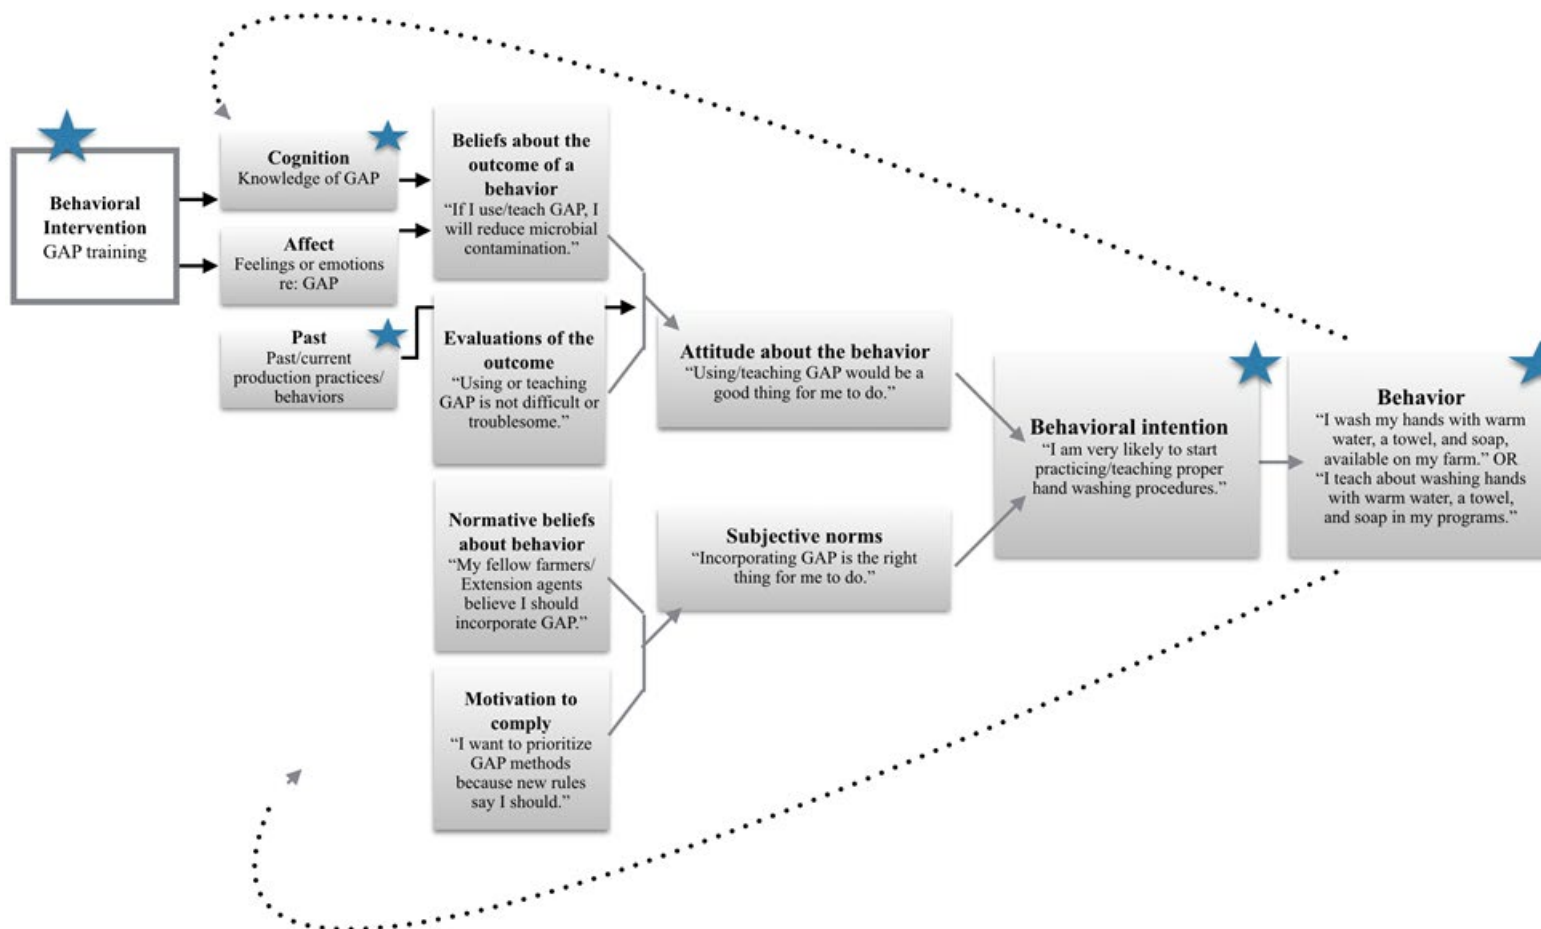 Behavioral
Intervention
GAP training
Cognition
Knowledge of GAP
Affect
Feelings or emotions
re: GAP
Past
Past/current
production practices/
behaviors
Beliefs about the
outcome of a
behavior
“If I use/teach GAP, I
will reduce microbial
contamination.”
Evaluations of the
outcome
“Using or teaching
GAP is not difficult or
troublesome.”
Normative beliefs
about behavior
“My fellow farmers/
Extension agents
believe I should
incorporate GAP.”
Motivation to
comply
“I want to prioritize
GAP methods
because new rules
say I should.”
Attitude about the behavior
“Using/teaching GAP would be a
good thing for me to do.”
Subjective norms
“Incorporating GAP is the right
thing for me to do.”
Behavioral intention
“I am very likely to start
practicing/teaching proper
hand washing procedures.”
Behavior
“I wash my hands with warm
water, a towel, and soap,
available on my farm.” OR
“I teach about washing hands
with warm water, a towel,
and soap in my programs.”